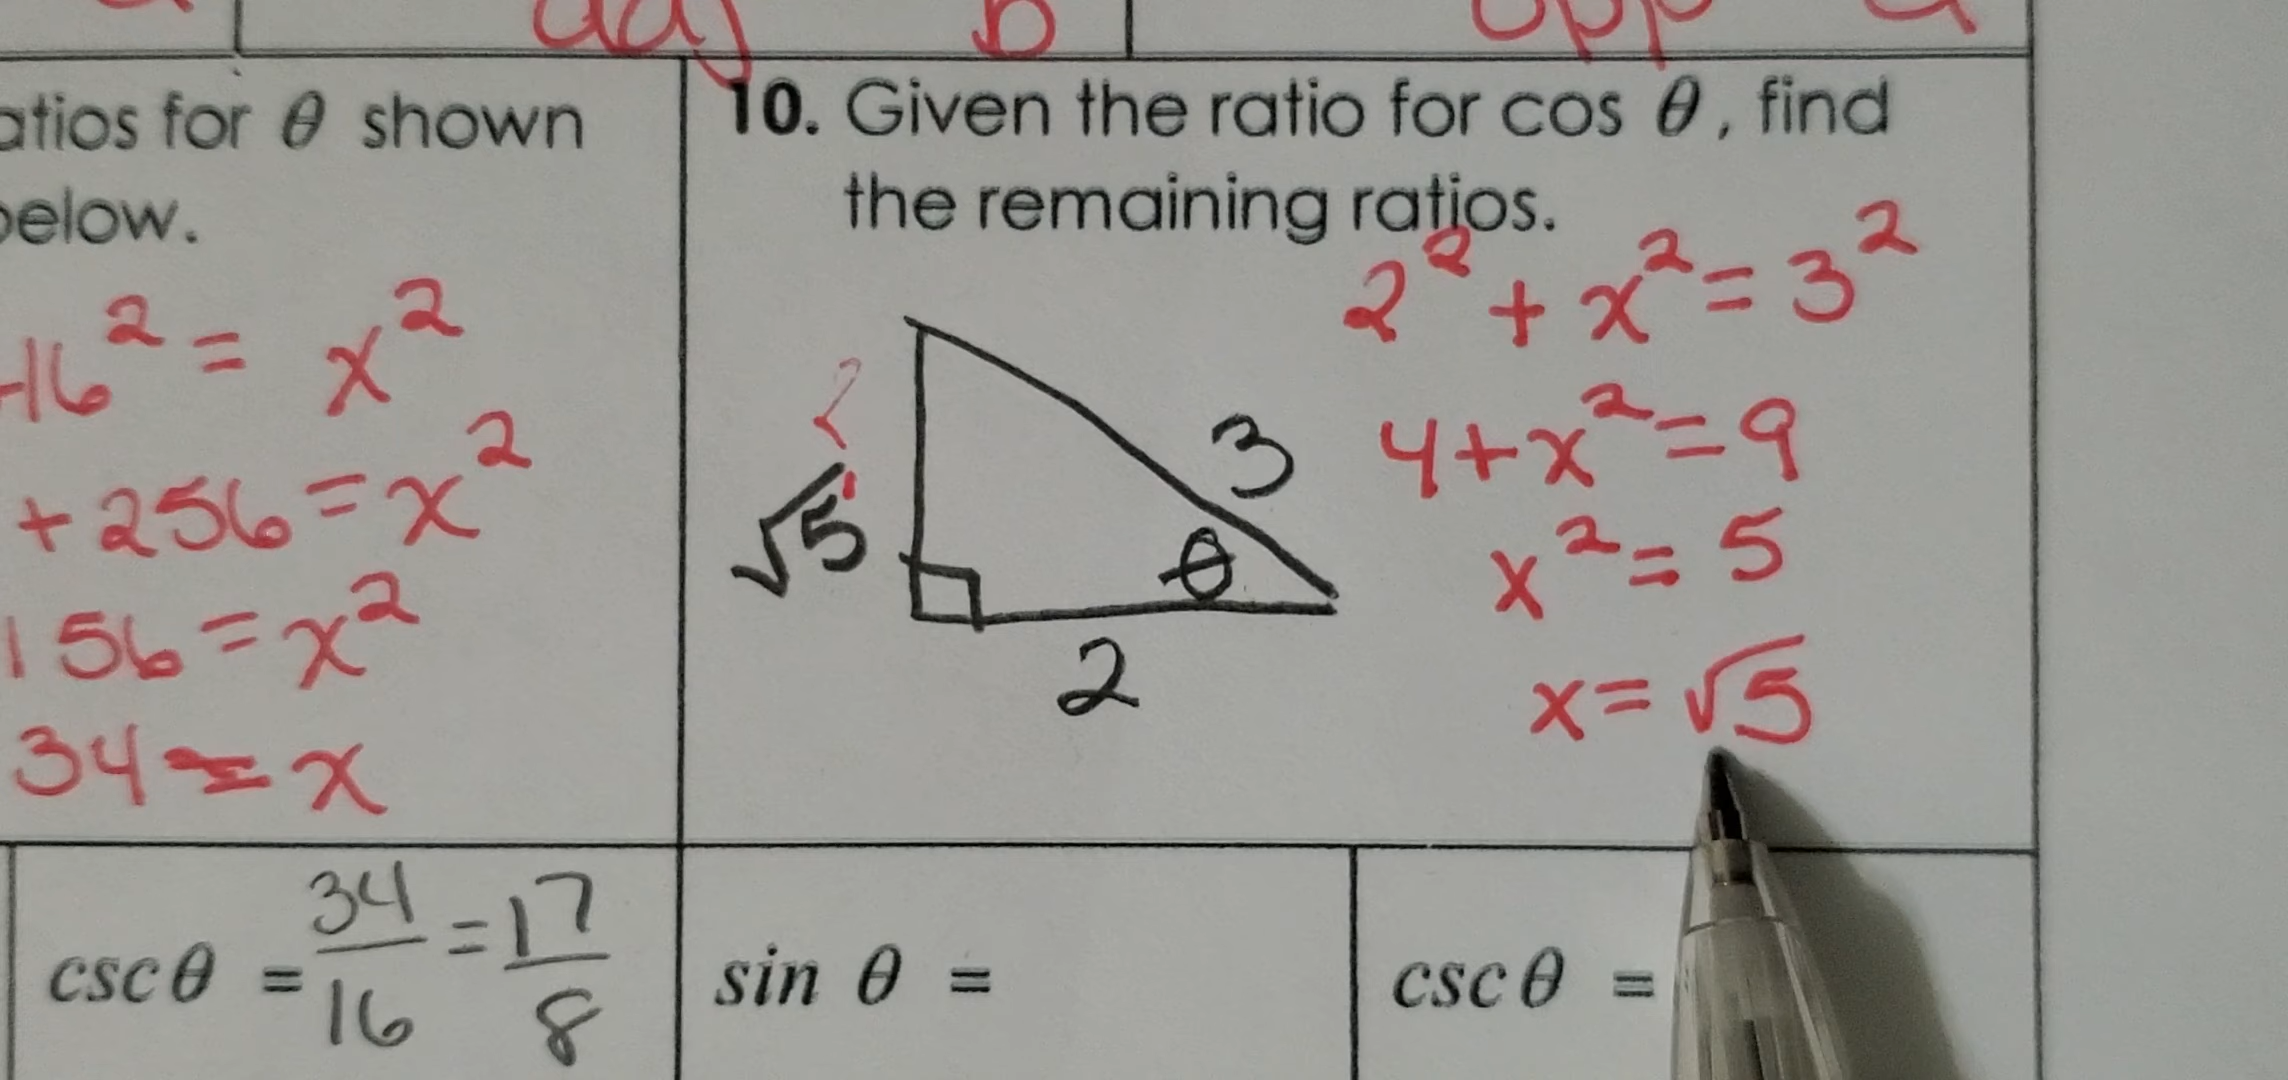 adj b
opp a
atios for θ shown
below.
16² = x²
+ 256 = x²
156 = x²
34 = x
csc θ = 34/16 = 17/8
10. Given the ratio for cos θ, find
the remaining ratios.
2² + x² = 3²
4 + x² = 9
x² = 5
x = √5
?
√5
3
θ
2
sin θ =
csc θ =